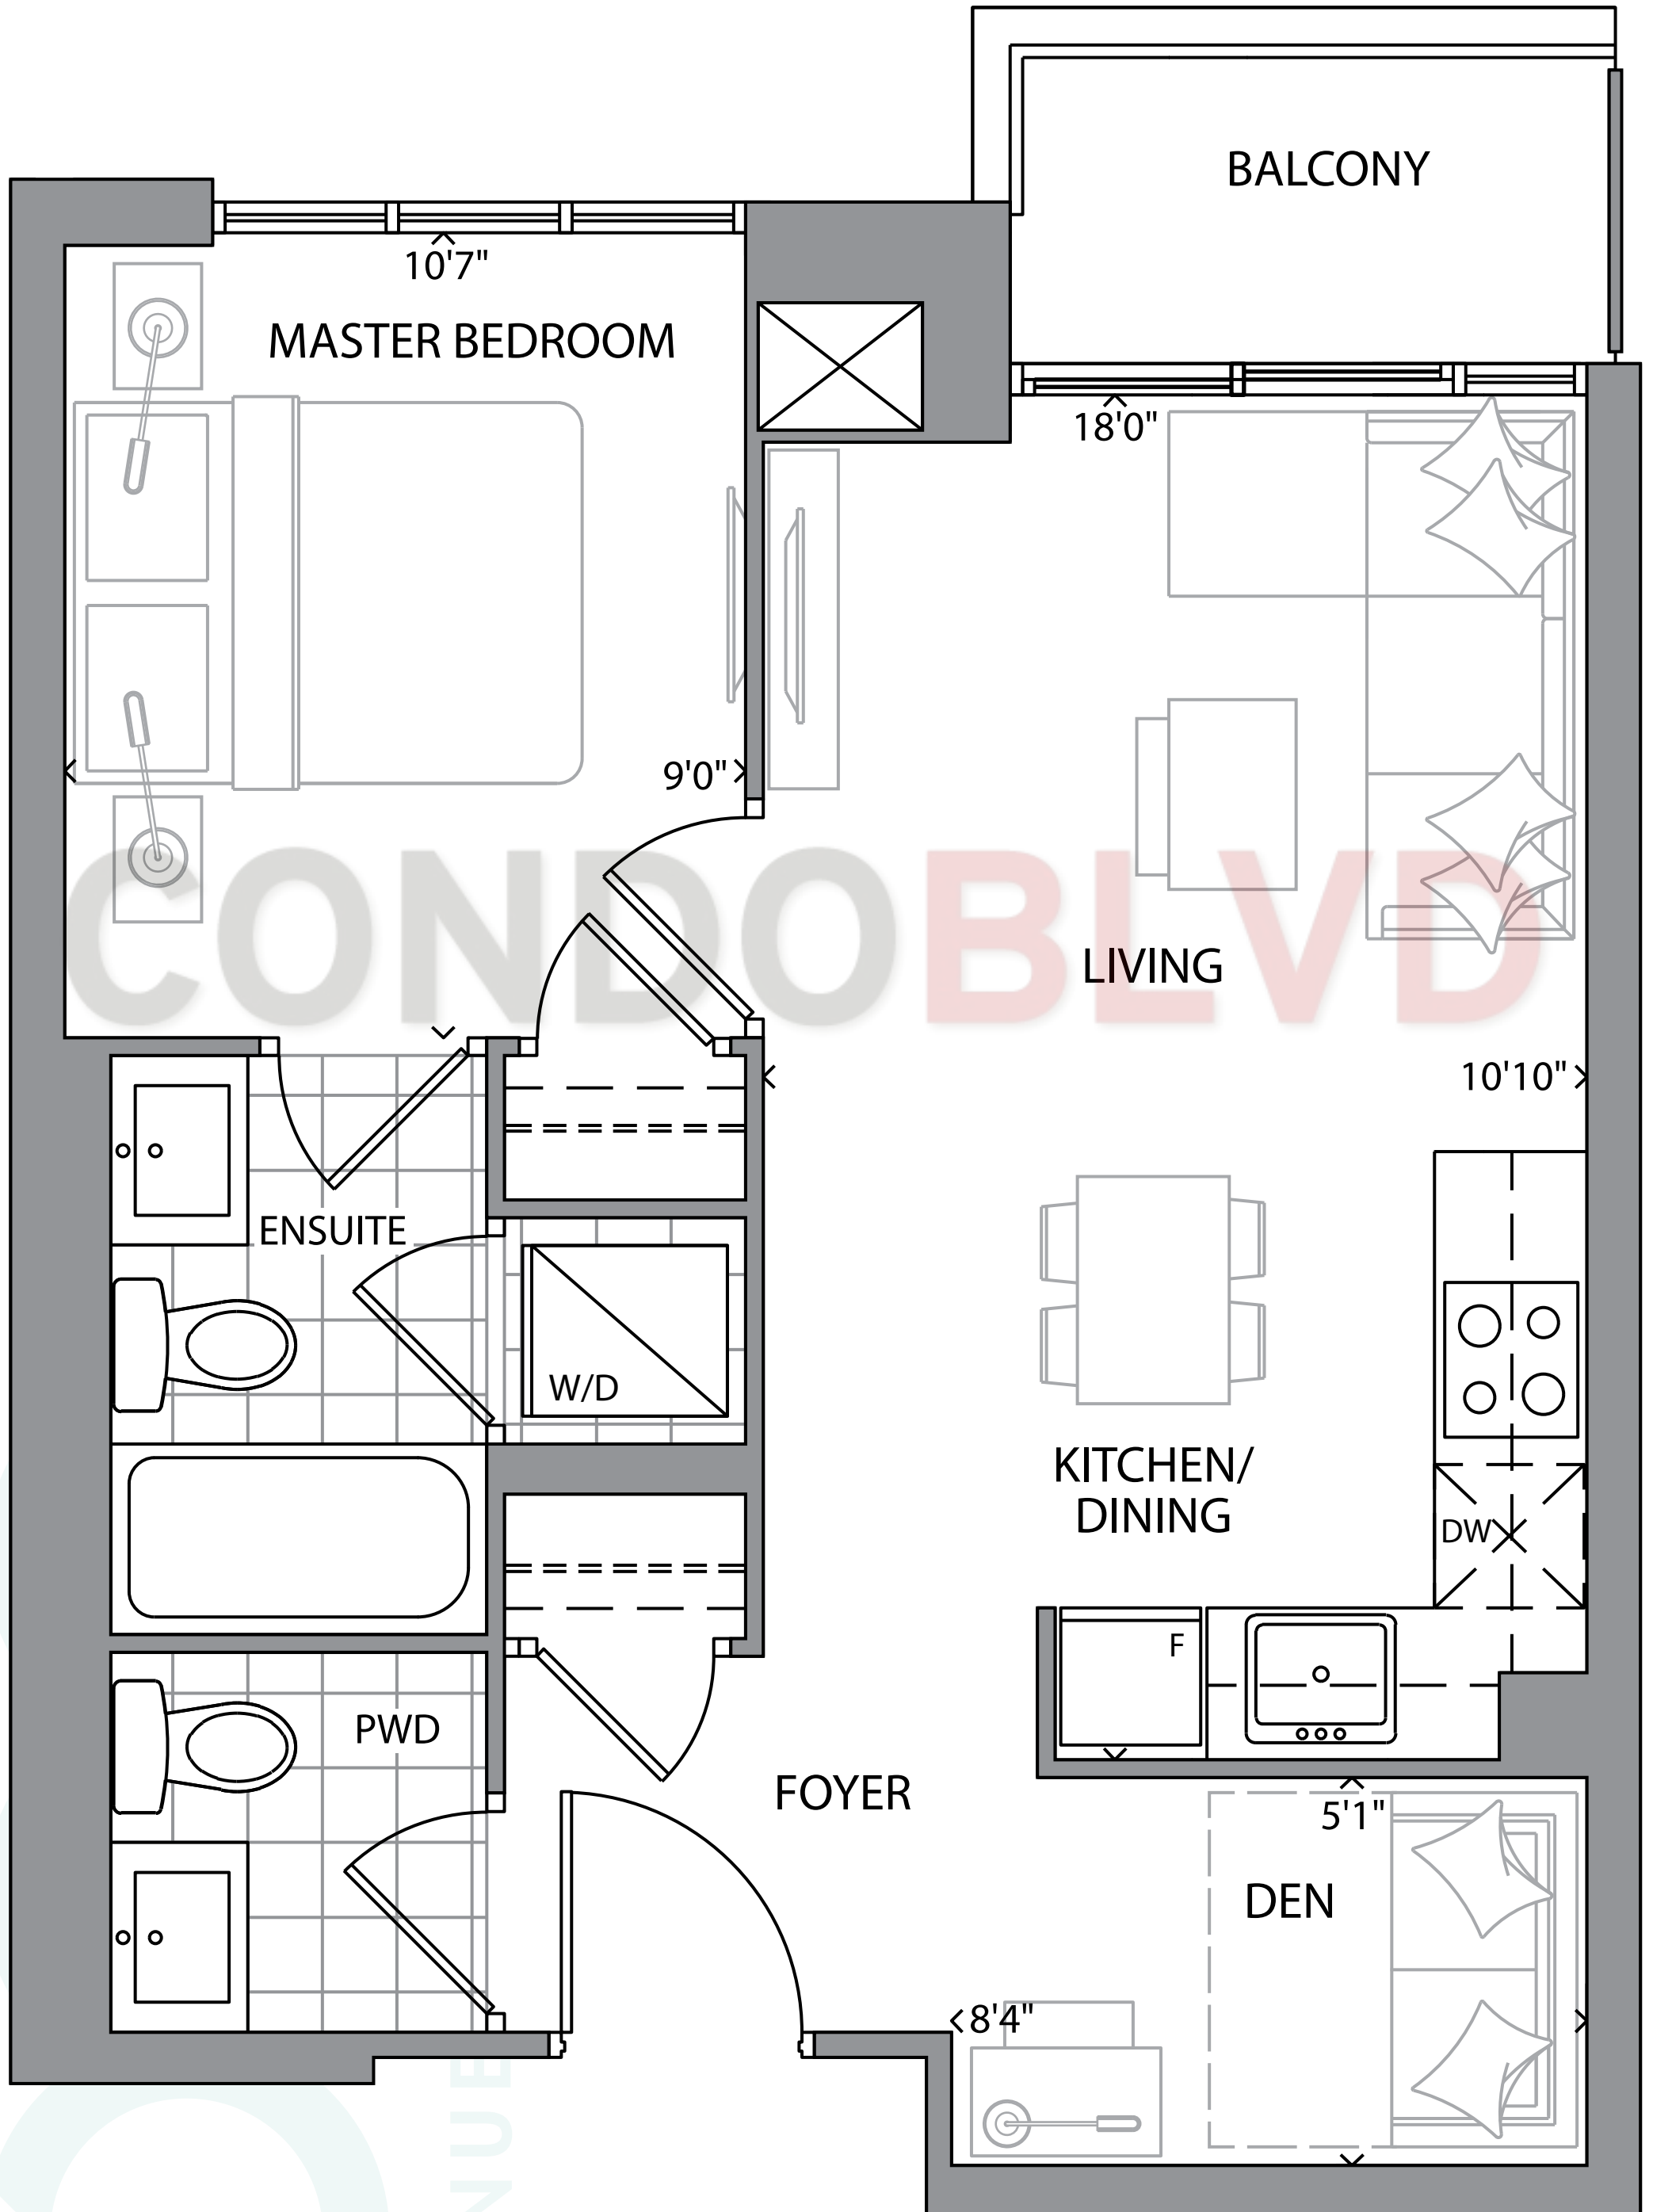 BALCONY
10'7"
MASTER BEDROOM
18'0"
9'0"
CONDOBLVD
LIVING
10'10"
ENSUITE
W/D
KITCHEN/
DINING
DW
F
PWD
FOYER
5'1"
DEN
8'4"